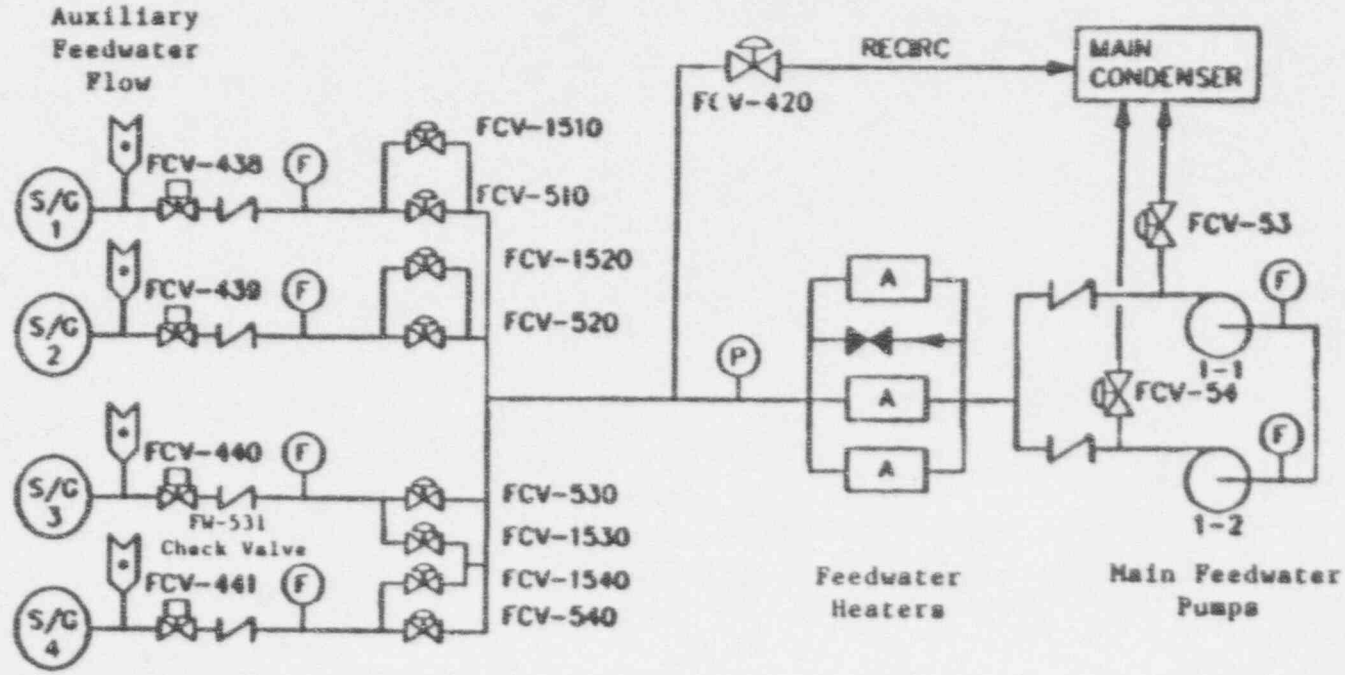 Auxiliary
Feedwater
Flow
RECIRC
MAIN
CONDENSER
FCV-420
FCV-1510
FCV-438
F
S/G
1
FCV-510
FCV-53
FCV-1520
FCV-439
F
A
F
S/G
2
FCV-520
P
1-1
A
FCV-54
FCV-440
F
F
A
S/G
3
FCV-530
FW-531
Check Valve
FCV-1530
1-2
FCV-441
F
FCV-1540
Feedwater
Heaters
Main Feedwater
Pumps
S/G
4
FCV-540